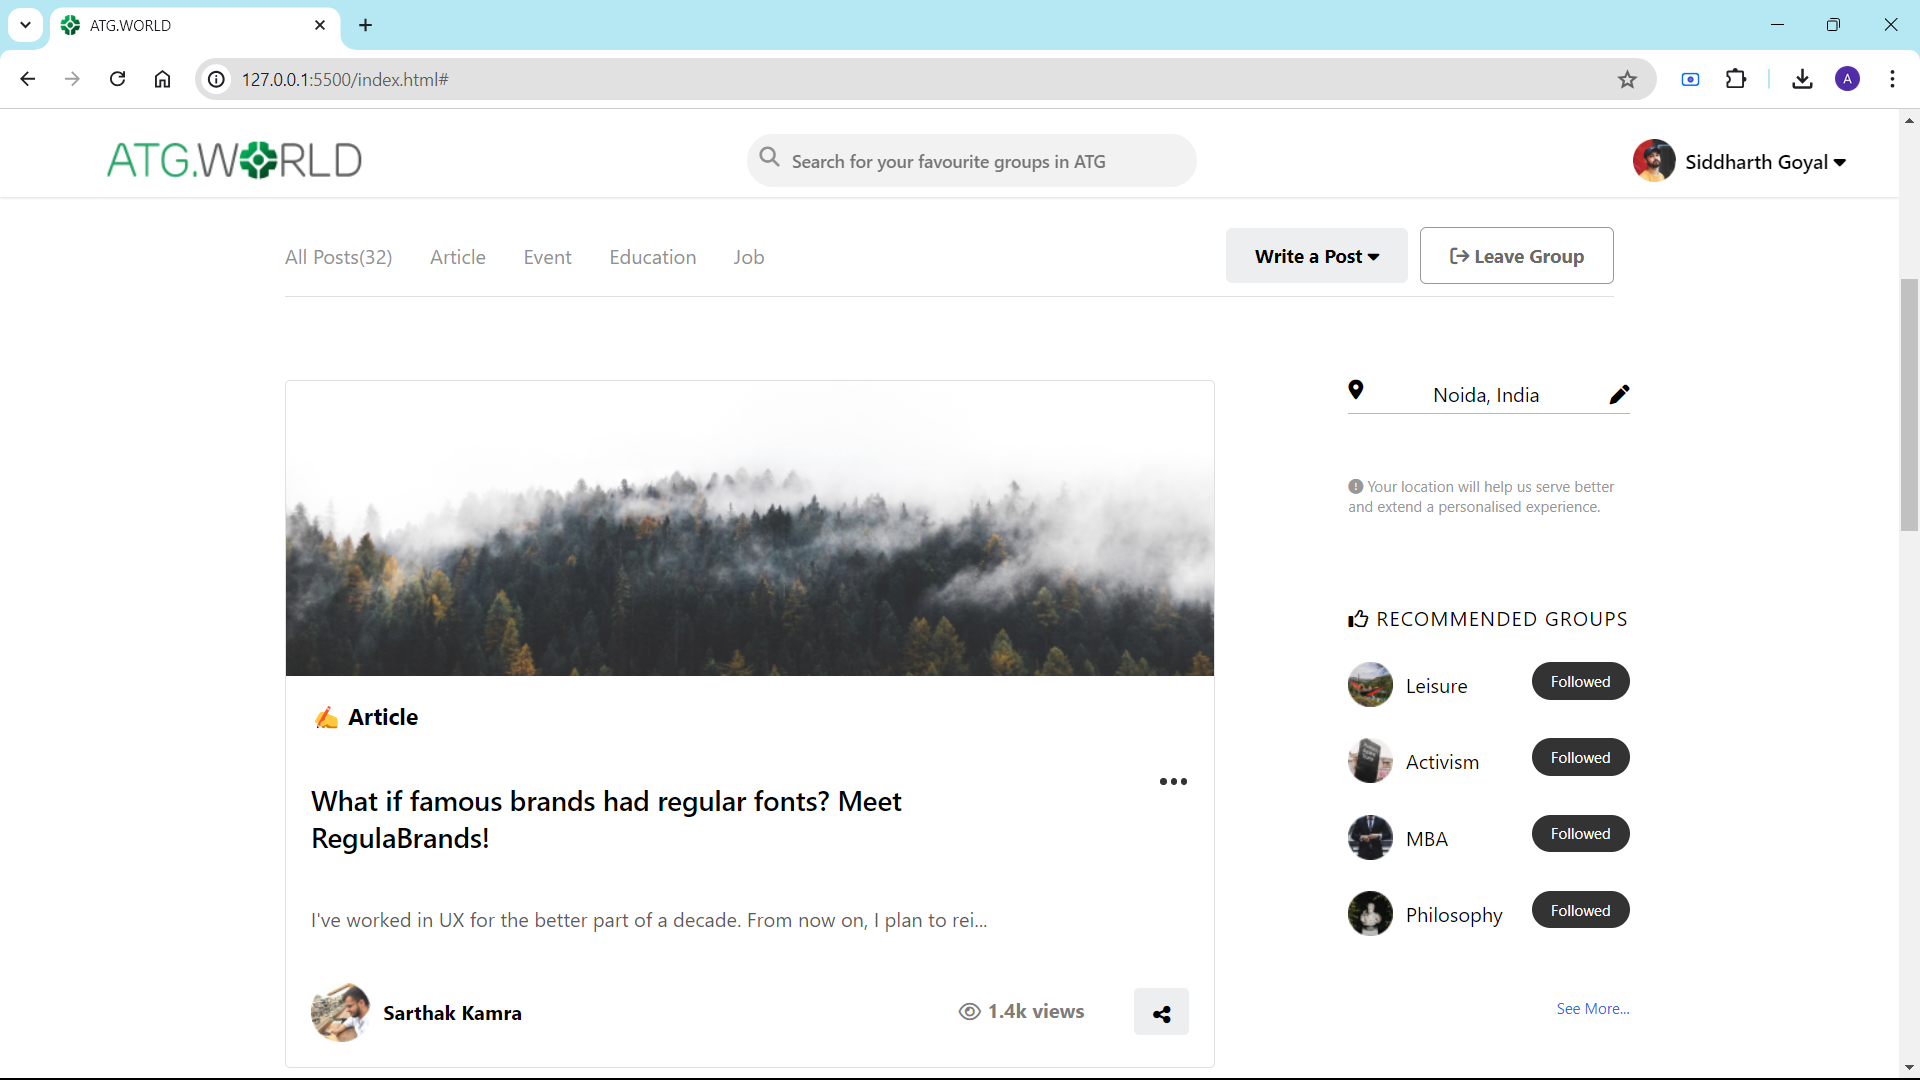 ATG.WORLD
127.0.0.1:5500/index.html#
A
ATG.WORLD
Search for your favourite groups in ATG
Siddharth Goyal
All Posts(32) Article Event Education Job
Write a Post
Leave Group
Noida, India
Your location will help us serve better
and extend a personalised experience.
Article
What if famous brands had regular fonts? Meet
RegulaBrands!
I've worked in UX for the better part of a decade. From now on, I plan to rei...
Sarthak Kamra
1.4k views
RECOMMENDED GROUPS
Leisure Followed
Activism Followed
MBA Followed
Philosophy Followed
See More...